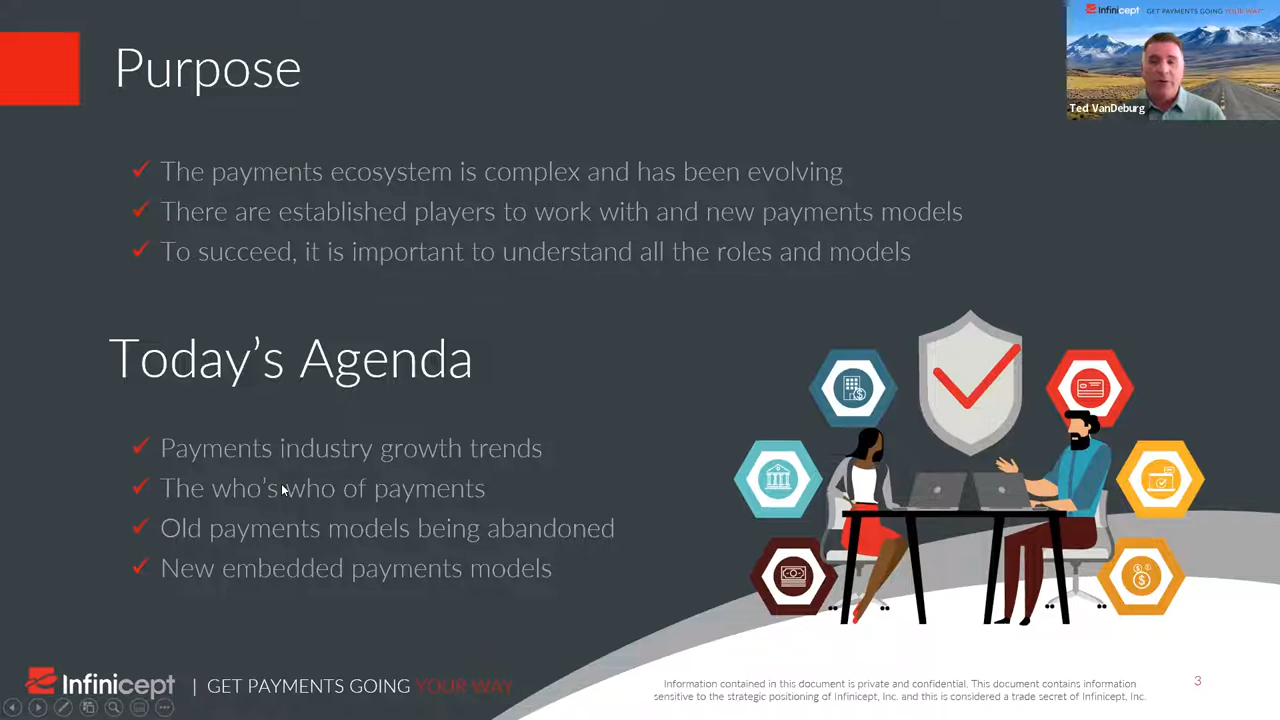 Infinicept GET PAYMENTS GOING YOUR WAY
Ted VanDeburg
Purpose
The payments ecosystem is complex and has been evolving
There are established players to work with and new payments models
To succeed, it is important to understand all the roles and models
Today's Agenda
Payments industry growth trends
The who's who of payments
Old payments models being abandoned
New embedded payments models
Infinicept | GET PAYMENTS GOING YOUR WAY
Information contained in this document is private and confidential. This document contains information
sensitive to the strategic positioning of Infinicept, Inc. and this is considered a trade secret of Infinicept, Inc.
3